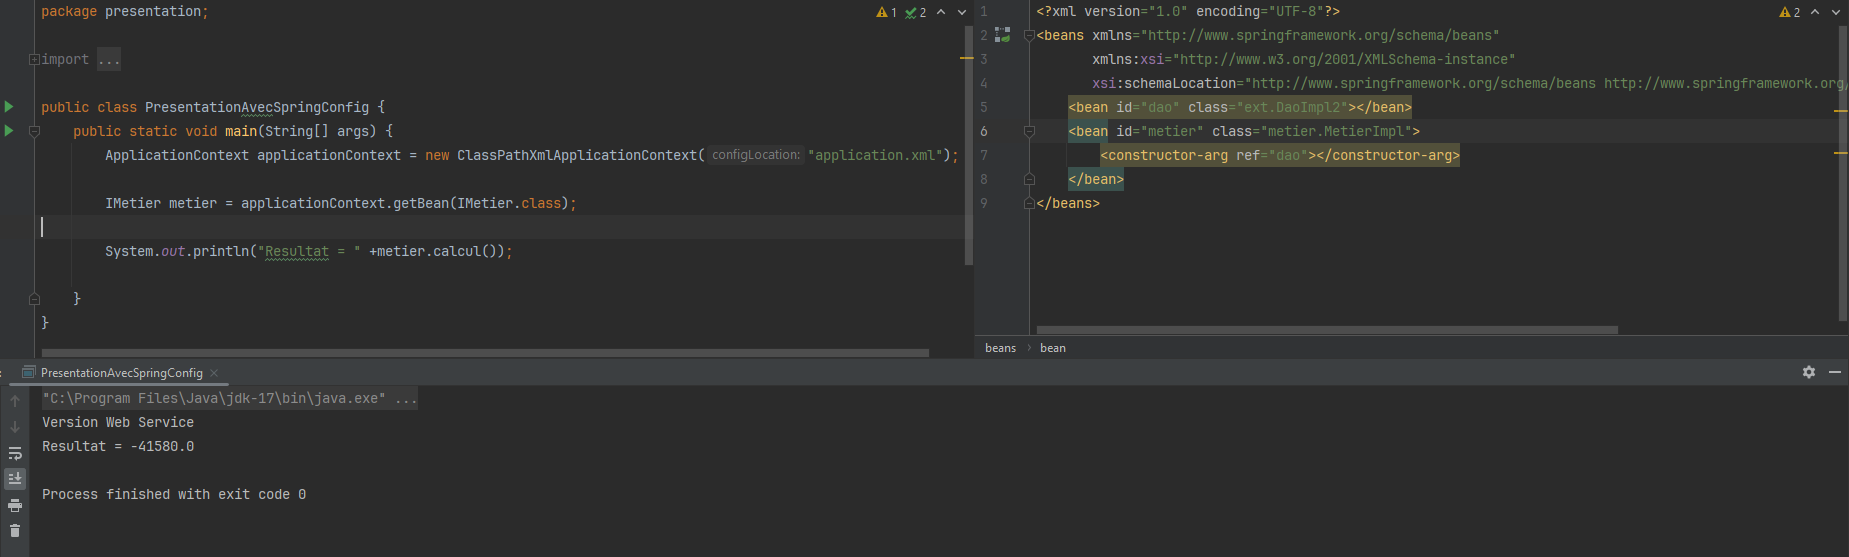 package presentation;
1 2
import ...
public class PresentationAvecSpringConfig {
public static void main(String[] args) {
ApplicationContext applicationContext = new ClassPathXmlApplicationContext( configLocation: "application.xml");
IMetier metier = applicationContext.getBean(IMetier.class);
System.out.println("Resultat = " +metier.calcul());
}
}
1 <?xml version="1.0" encoding="UTF-8"?>
2
2 <beans xmlns="http://www.springframework.org/schema/beans"
3 xmlns:xsi="http://www.w3.org/2001/XMLSchema-instance"
4 xsi:schemaLocation="http://www.springframework.org/schema/beans http://www.springframework.org/
5 <bean id="dao" class="ext.DaoImpl2"></bean>
6 <bean id="metier" class="metier.MetierImpl">
7 <constructor-arg ref="dao"></constructor-arg>
8 </bean>
9 </beans>
beans › bean
: PresentationAvecSpringConfig ×
"C:\Program Files\Java\jdk-17\bin\java.exe" ...
Version Web Service
Resultat = -41580.0
Process finished with exit code 0